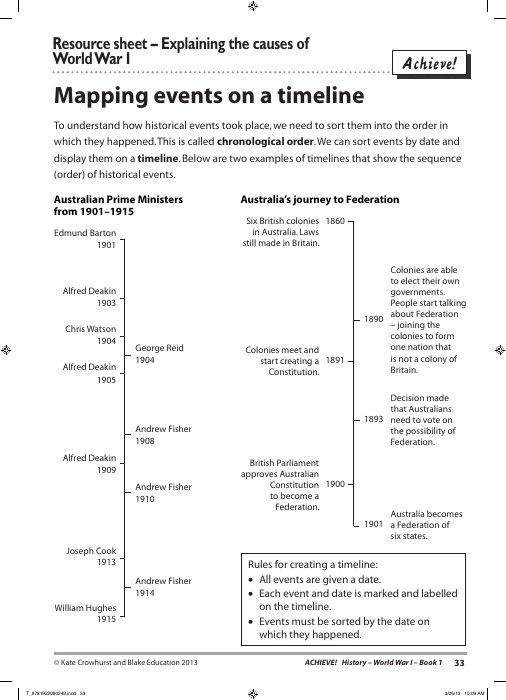 Resource sheet – Explaining the causes of
World War I
Achieve!
Mapping events on a timeline
To understand how historical events took place, we need to sort them into the order in
which they happened. This is called chronological order. We can sort events by date and
display them on a timeline. Below are two examples of timelines that show the sequence
(order) of historical events.
Australian Prime Ministers
from 1901–1915
Edmund Barton
1901
Alfred Deakin
1903
Chris Watson
1904
George Reid
1904
Alfred Deakin
1905
Andrew Fisher
1908
Alfred Deakin
1909
Andrew Fisher
1910
Joseph Cook
1913
Andrew Fisher
1914
William Hughes
1915
Australia's journey to Federation
Six British colonies
in Australia. Laws
still made in Britain.
1860
Colonies are able
to elect their own
governments.
People start talking
about Federation
– joining the
colonies to form
one nation that
is not a colony of
Britain.
1890
Colonies meet and
start creating a
Constitution.
1891
Decision made
that Australians
need to vote on
the possibility of
Federation.
1893
British Parliament
approves Australian
Constitution
to become a
Federation.
1900
1901
Australia becomes
a Federation of
six states.
Rules for creating a timeline:
• All events are given a date.
• Each event and date is marked and labelled
on the timeline.
• Events must be sorted by the date on
which they happened.
© Kate Crowhurst and Blake Education 2013
ACHIEVE! History – World War I – Book 1 33
T_9781922090249.indd 33
3/06/13 10:09 AM